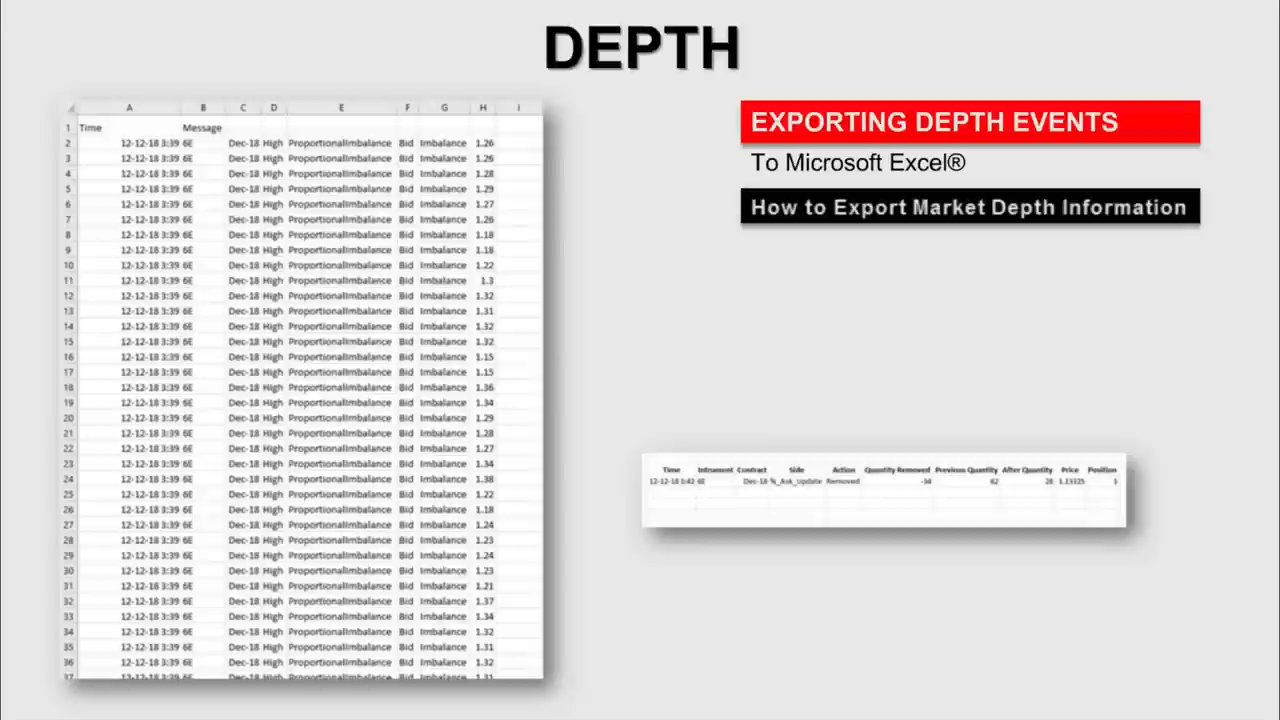 DEPTH
A B C D E F G H I
1 Time Message
2 12-12-18 3:39 6E Dec-18 High ProportionalImbalance Bid Imbalance 1.26
3 12-12-18 3:39 6E Dec-18 High ProportionalImbalance Bid Imbalance 1.26
4 12-12-18 3:39 6E Dec-18 High ProportionalImbalance Bid Imbalance 1.28
5 12-12-18 3:39 6E Dec-18 High ProportionalImbalance Bid Imbalance 1.29
6 12-12-18 3:39 6E Dec-18 High ProportionalImbalance Bid Imbalance 1.27
7 12-12-18 3:39 6E Dec-18 High ProportionalImbalance Bid Imbalance 1.26
8 12-12-18 3:39 6E Dec-18 High ProportionalImbalance Bid Imbalance 1.18
9 12-12-18 3:39 6E Dec-18 High ProportionalImbalance Bid Imbalance 1.18
10 12-12-18 3:39 6E Dec-18 High ProportionalImbalance Bid Imbalance 1.22
11 12-12-18 3:39 6E Dec-18 High ProportionalImbalance Bid Imbalance 1.3
12 12-12-18 3:39 6E Dec-18 High ProportionalImbalance Bid Imbalance 1.32
13 12-12-18 3:39 6E Dec-18 High ProportionalImbalance Bid Imbalance 1.31
14 12-12-18 3:39 6E Dec-18 High ProportionalImbalance Bid Imbalance 1.32
15 12-12-18 3:39 6E Dec-18 High ProportionalImbalance Bid Imbalance 1.32
16 12-12-18 3:39 6E Dec-18 High ProportionalImbalance Bid Imbalance 1.15
17 12-12-18 3:39 6E Dec-18 High ProportionalImbalance Bid Imbalance 1.15
18 12-12-18 3:39 6E Dec-18 High ProportionalImbalance Bid Imbalance 1.36
19 12-12-18 3:39 6E Dec-18 High ProportionalImbalance Bid Imbalance 1.34
20 12-12-18 3:39 6E Dec-18 High ProportionalImbalance Bid Imbalance 1.29
21 12-12-18 3:39 6E Dec-18 High ProportionalImbalance Bid Imbalance 1.28
22 12-12-18 3:39 6E Dec-18 High ProportionalImbalance Bid Imbalance 1.27
23 12-12-18 3:39 6E Dec-18 High ProportionalImbalance Bid Imbalance 1.34
24 12-12-18 3:39 6E Dec-18 High ProportionalImbalance Bid Imbalance 1.38
25 12-12-18 3:39 6E Dec-18 High ProportionalImbalance Bid Imbalance 1.22
26 12-12-18 3:39 6E Dec-18 High ProportionalImbalance Bid Imbalance 1.18
27 12-12-18 3:39 6E Dec-18 High ProportionalImbalance Bid Imbalance 1.24
28 12-12-18 3:39 6E Dec-18 High ProportionalImbalance Bid Imbalance 1.23
29 12-12-18 3:39 6E Dec-18 High ProportionalImbalance Bid Imbalance 1.24
30 12-12-18 3:39 6E Dec-18 High ProportionalImbalance Bid Imbalance 1.23
31 12-12-18 3:39 6E Dec-18 High ProportionalImbalance Bid Imbalance 1.21
32 12-12-18 3:39 6E Dec-18 High ProportionalImbalance Bid Imbalance 1.37
33 12-12-18 3:39 6E Dec-18 High ProportionalImbalance Bid Imbalance 1.34
34 12-12-18 3:39 6E Dec-18 High ProportionalImbalance Bid Imbalance 1.32
35 12-12-18 3:39 6E Dec-18 High ProportionalImbalance Bid Imbalance 1.31
36 12-12-18 3:39 6E Dec-18 High ProportionalImbalance Bid Imbalance 1.32
37 12-12-18 3:39 6E Dec-18 High ProportionalImbalance Bid Imbalance 1.31
EXPORTING DEPTH EVENTS
To Microsoft Excel®
How to Export Market Depth Information
Time Contract Side Action Quantity Removed Previous Quantity After Quantity Price Position
6E Dec-18 %_Ask_Update Removed -34 62 28 1.13325